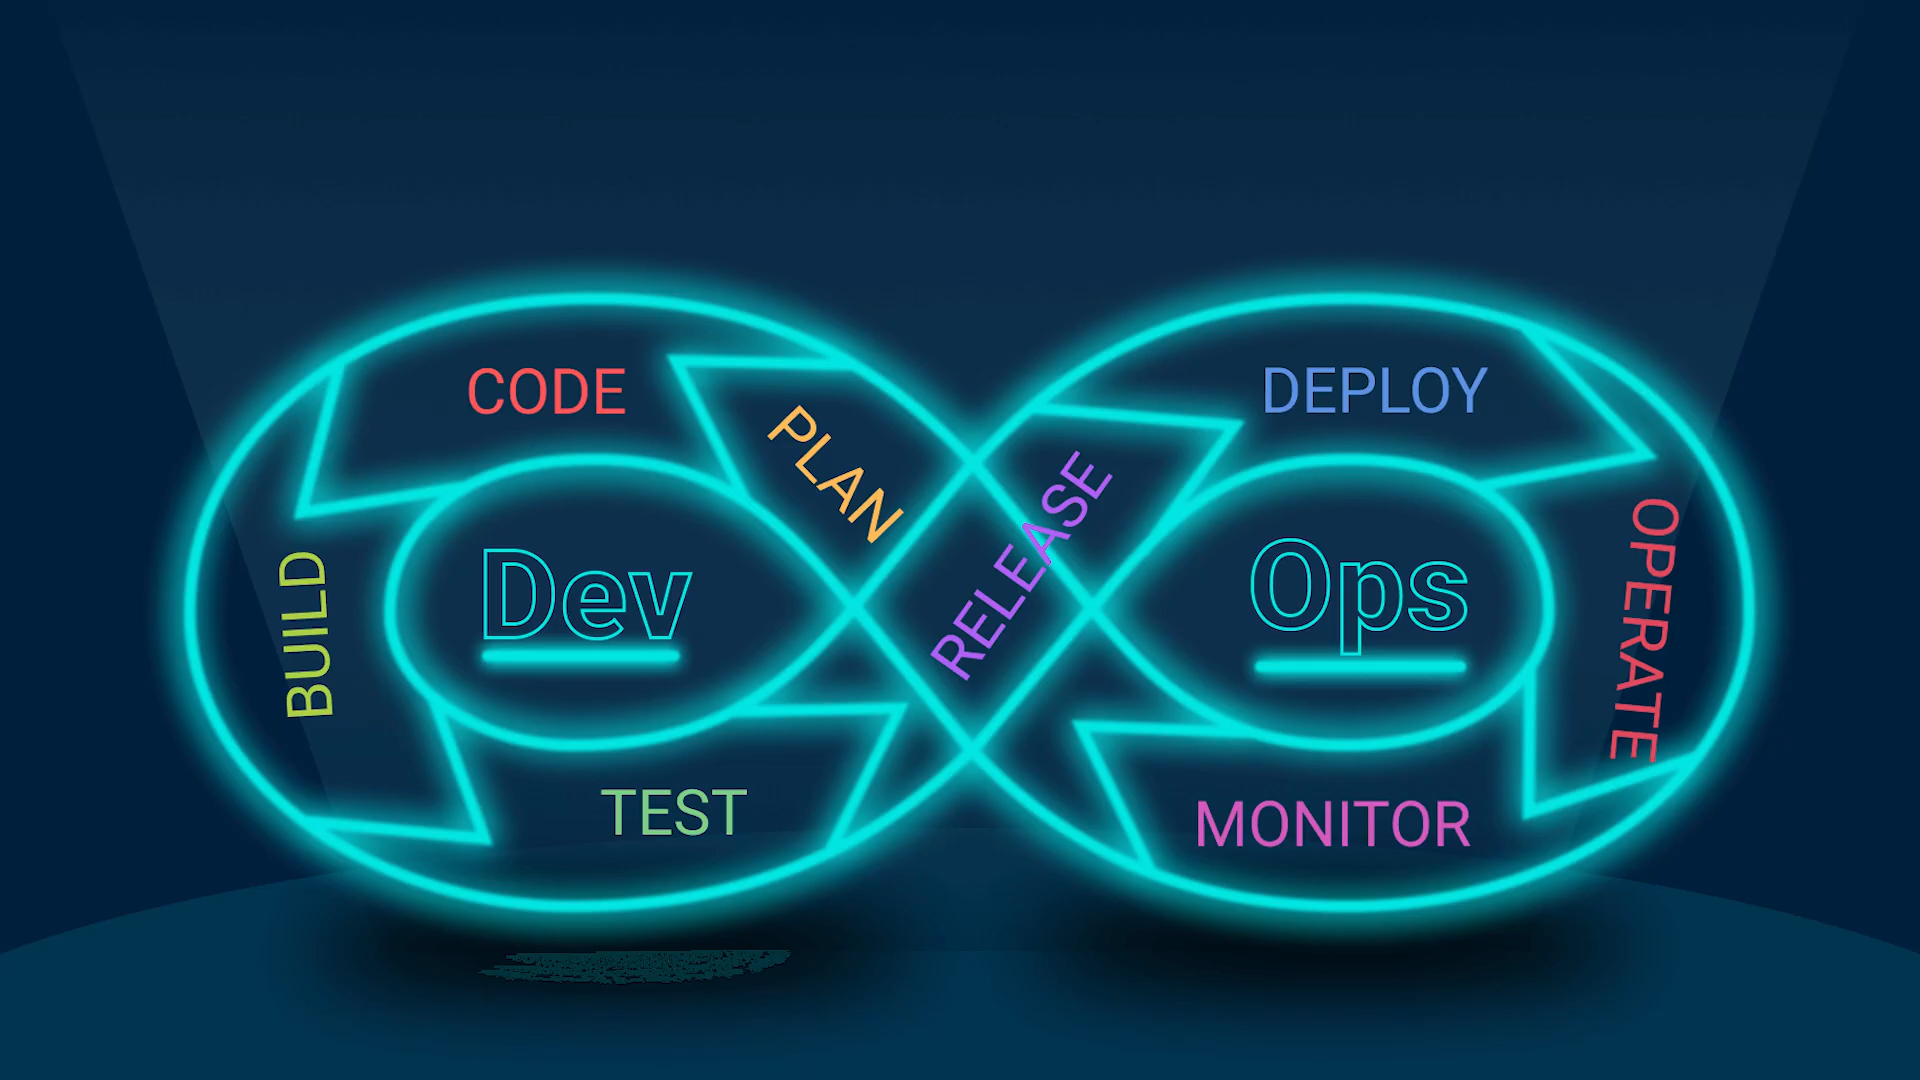 CODE
PLAN
BUILD
Dev
TEST
RELEASE
DEPLOY
Ops
OPERATE
MONITOR